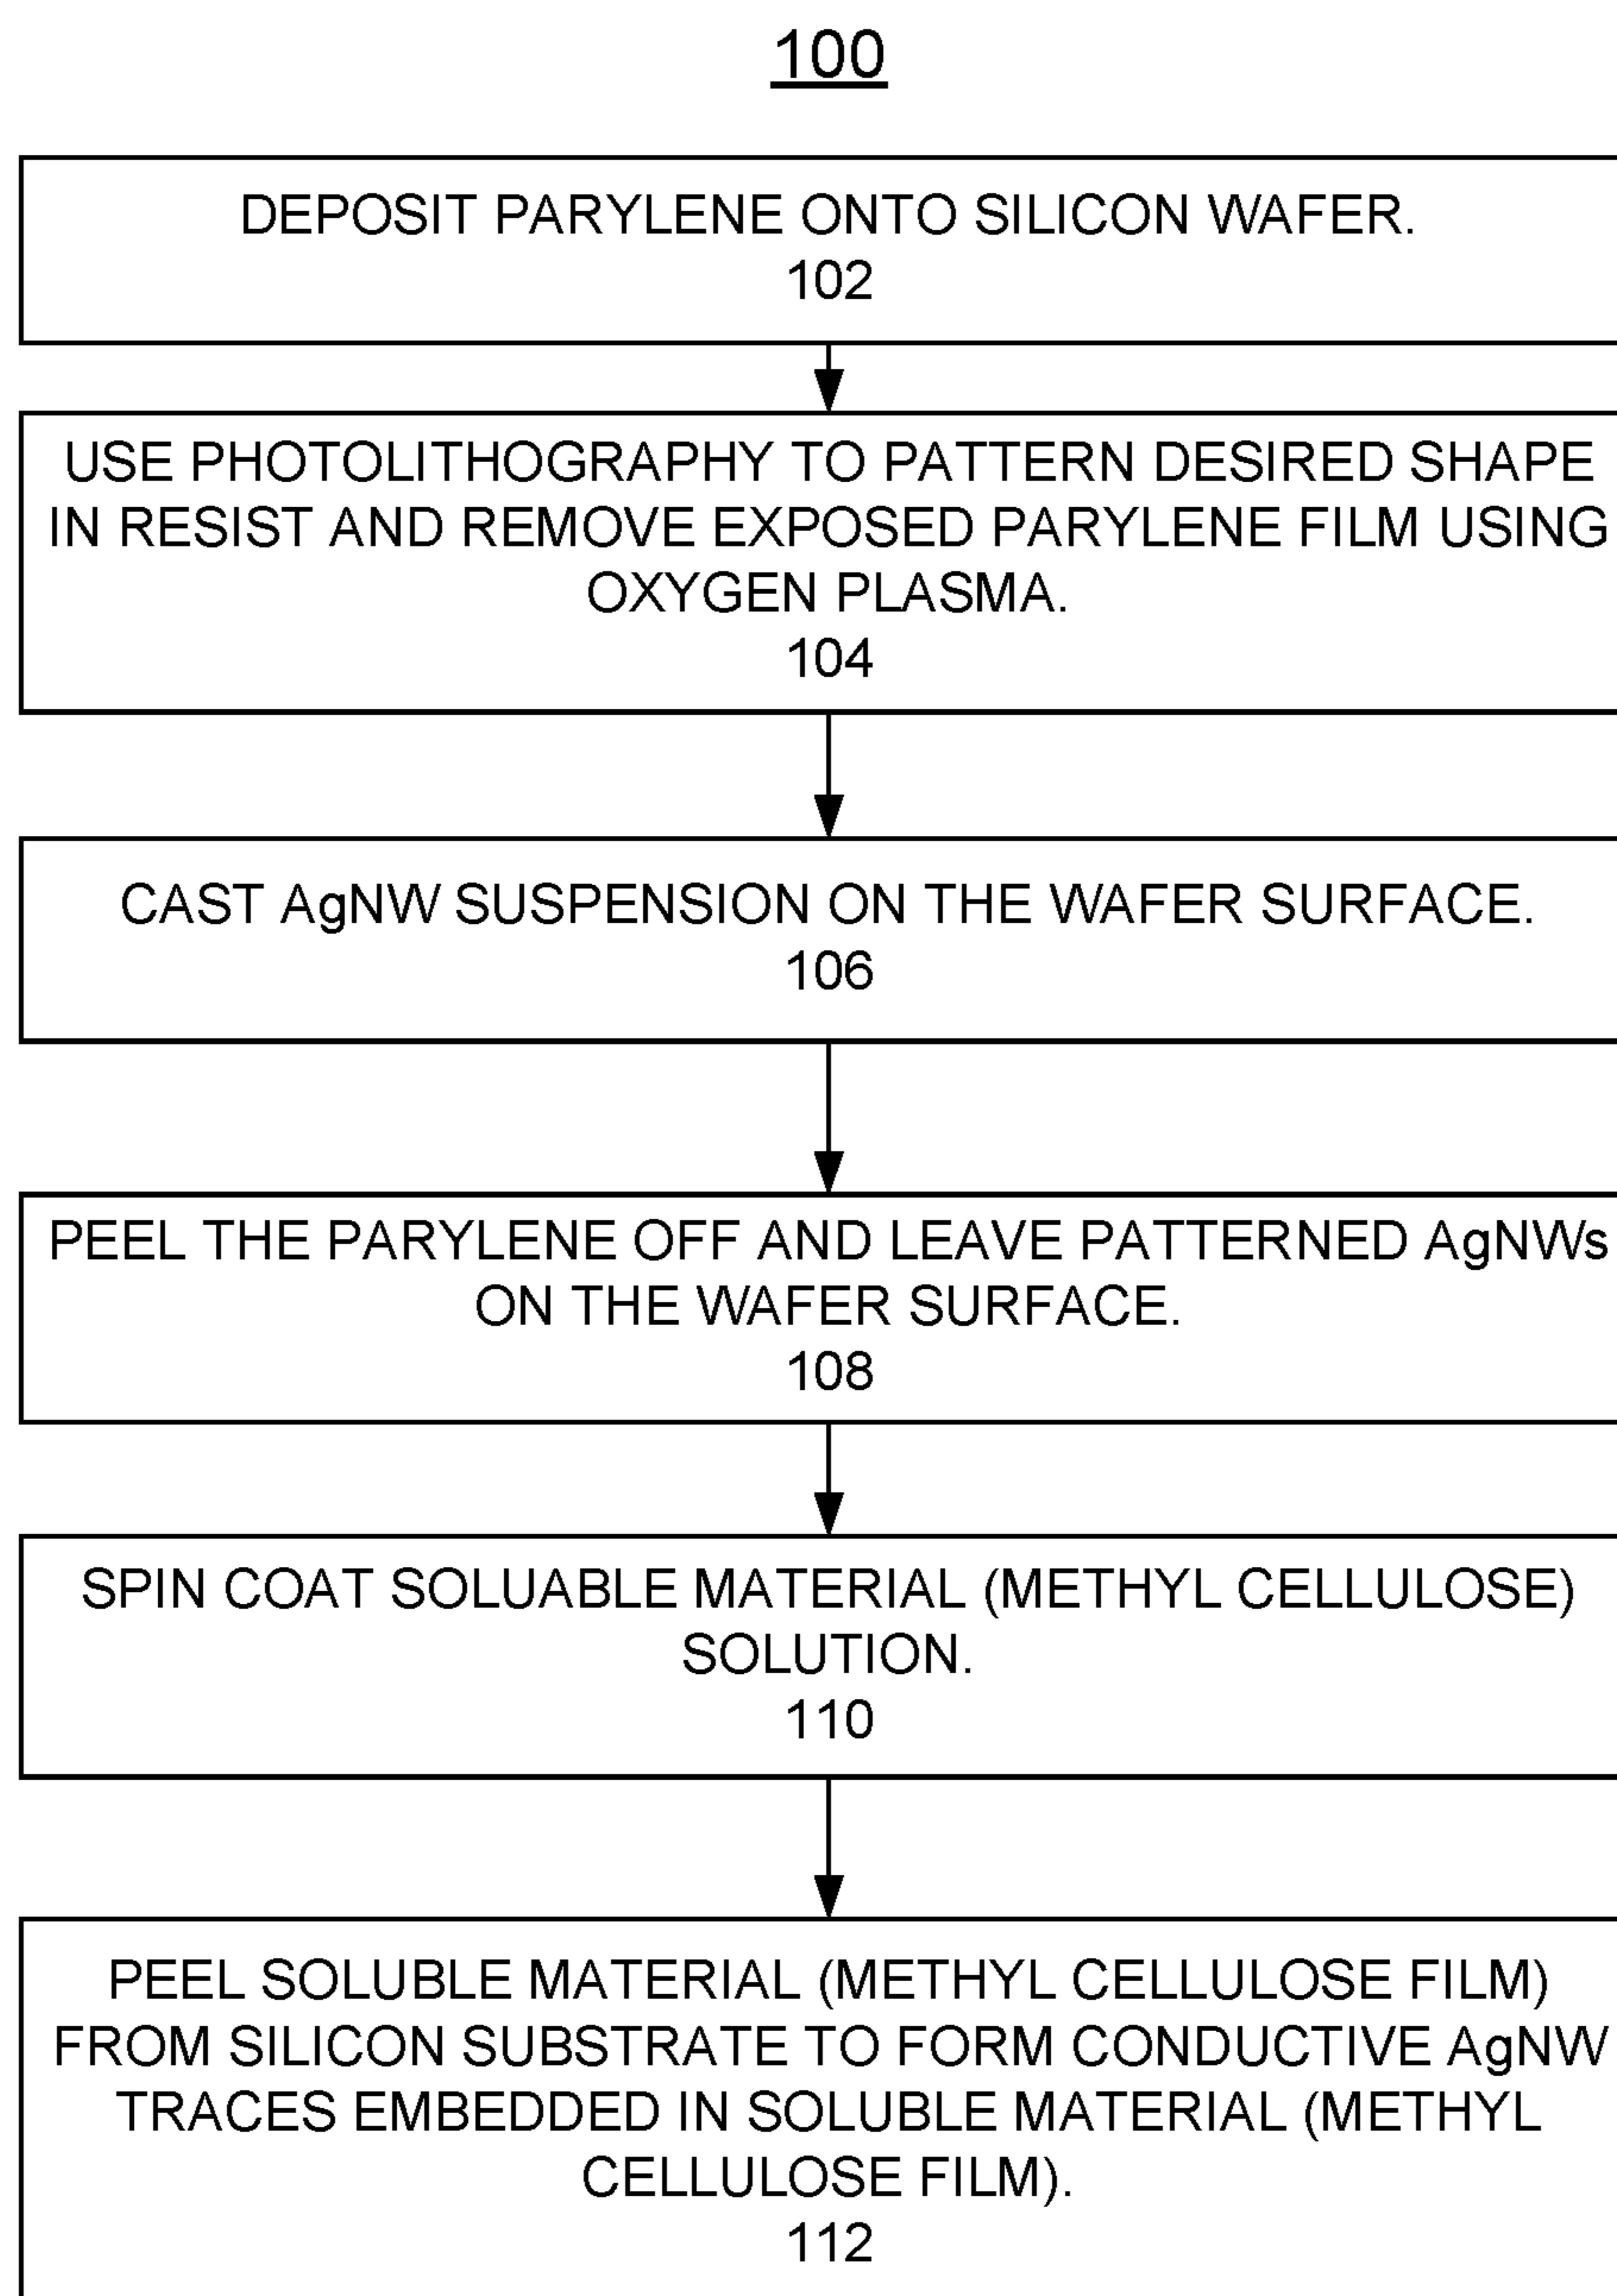 100
DEPOSIT PARYLENE ONTO SILICON WAFER.
102
USE PHOTOLITHOGRAPHY TO PATTERN DESIRED SHAPE
IN RESIST AND REMOVE EXPOSED PARYLENE FILM USING
OXYGEN PLASMA.
104
CAST AgNW SUSPENSION ON THE WAFER SURFACE.
106
PEEL THE PARYLENE OFF AND LEAVE PATTERNED AgNWs
ON THE WAFER SURFACE.
108
SPIN COAT SOLUABLE MATERIAL (METHYL CELLULOSE)
SOLUTION.
110
PEEL SOLUBLE MATERIAL (METHYL CELLULOSE FILM)
FROM SILICON SUBSTRATE TO FORM CONDUCTIVE AgNW
TRACES EMBEDDED IN SOLUBLE MATERIAL (METHYL
CELLULOSE FILM).
112